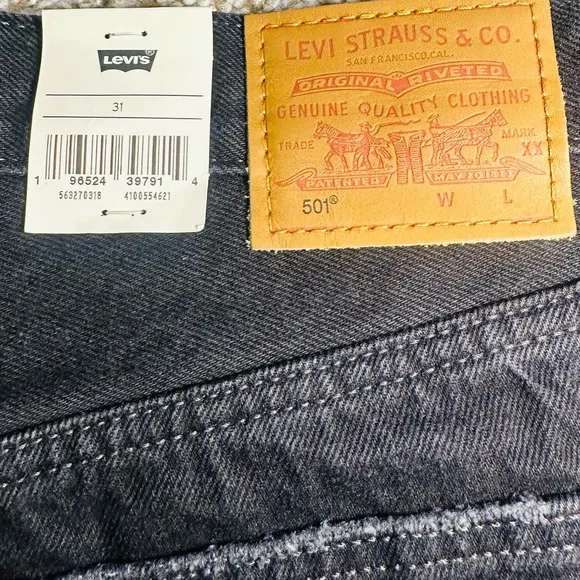 LEVI'S®
31
1 96524 39791 4
563270318 4100554621
LEVI STRAUSS & CO.
SAN FRANCISCO, CAL.
ORIGINAL RIVETED
GENUINE QUALITY CLOTHING
TRADE MARK
XX
PATENTED MAY 20 1873
501® W L